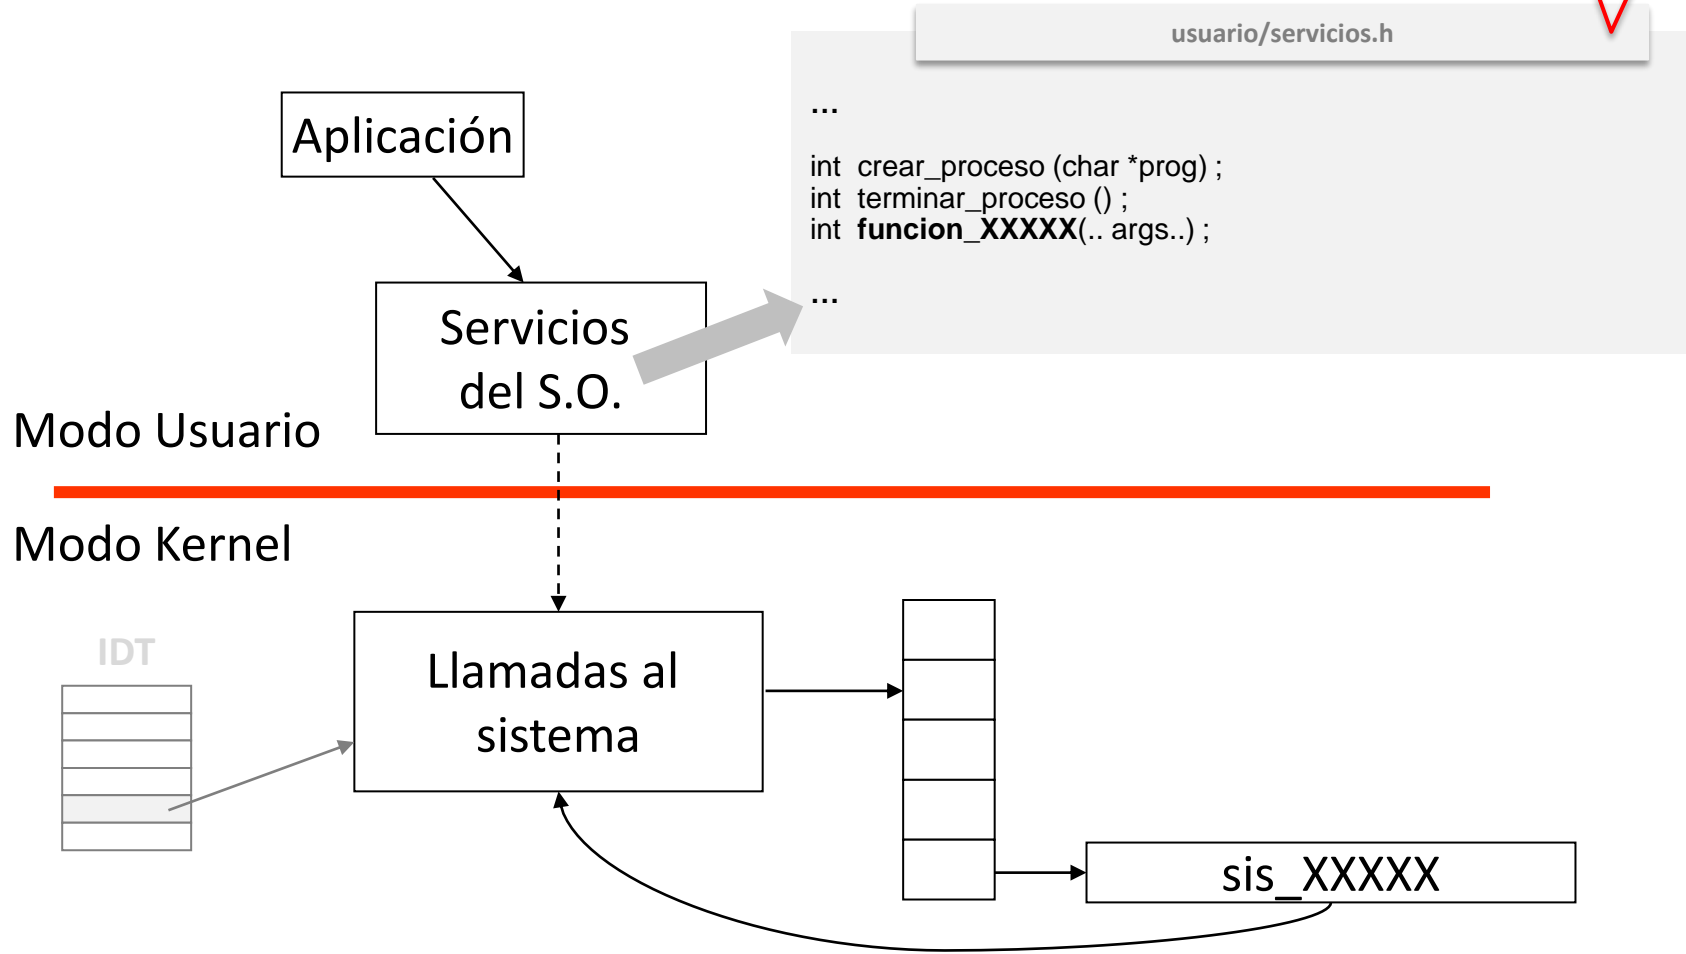 usuario/servicios.h
...
int crear_proceso (char *prog) ;
int terminar_proceso () ;
int funcion_XXXXX(.. args..) ;
...
Aplicación
Servicios
del S.O.
Modo Usuario
Modo Kernel
IDT
Llamadas al
sistema
sis_XXXXX